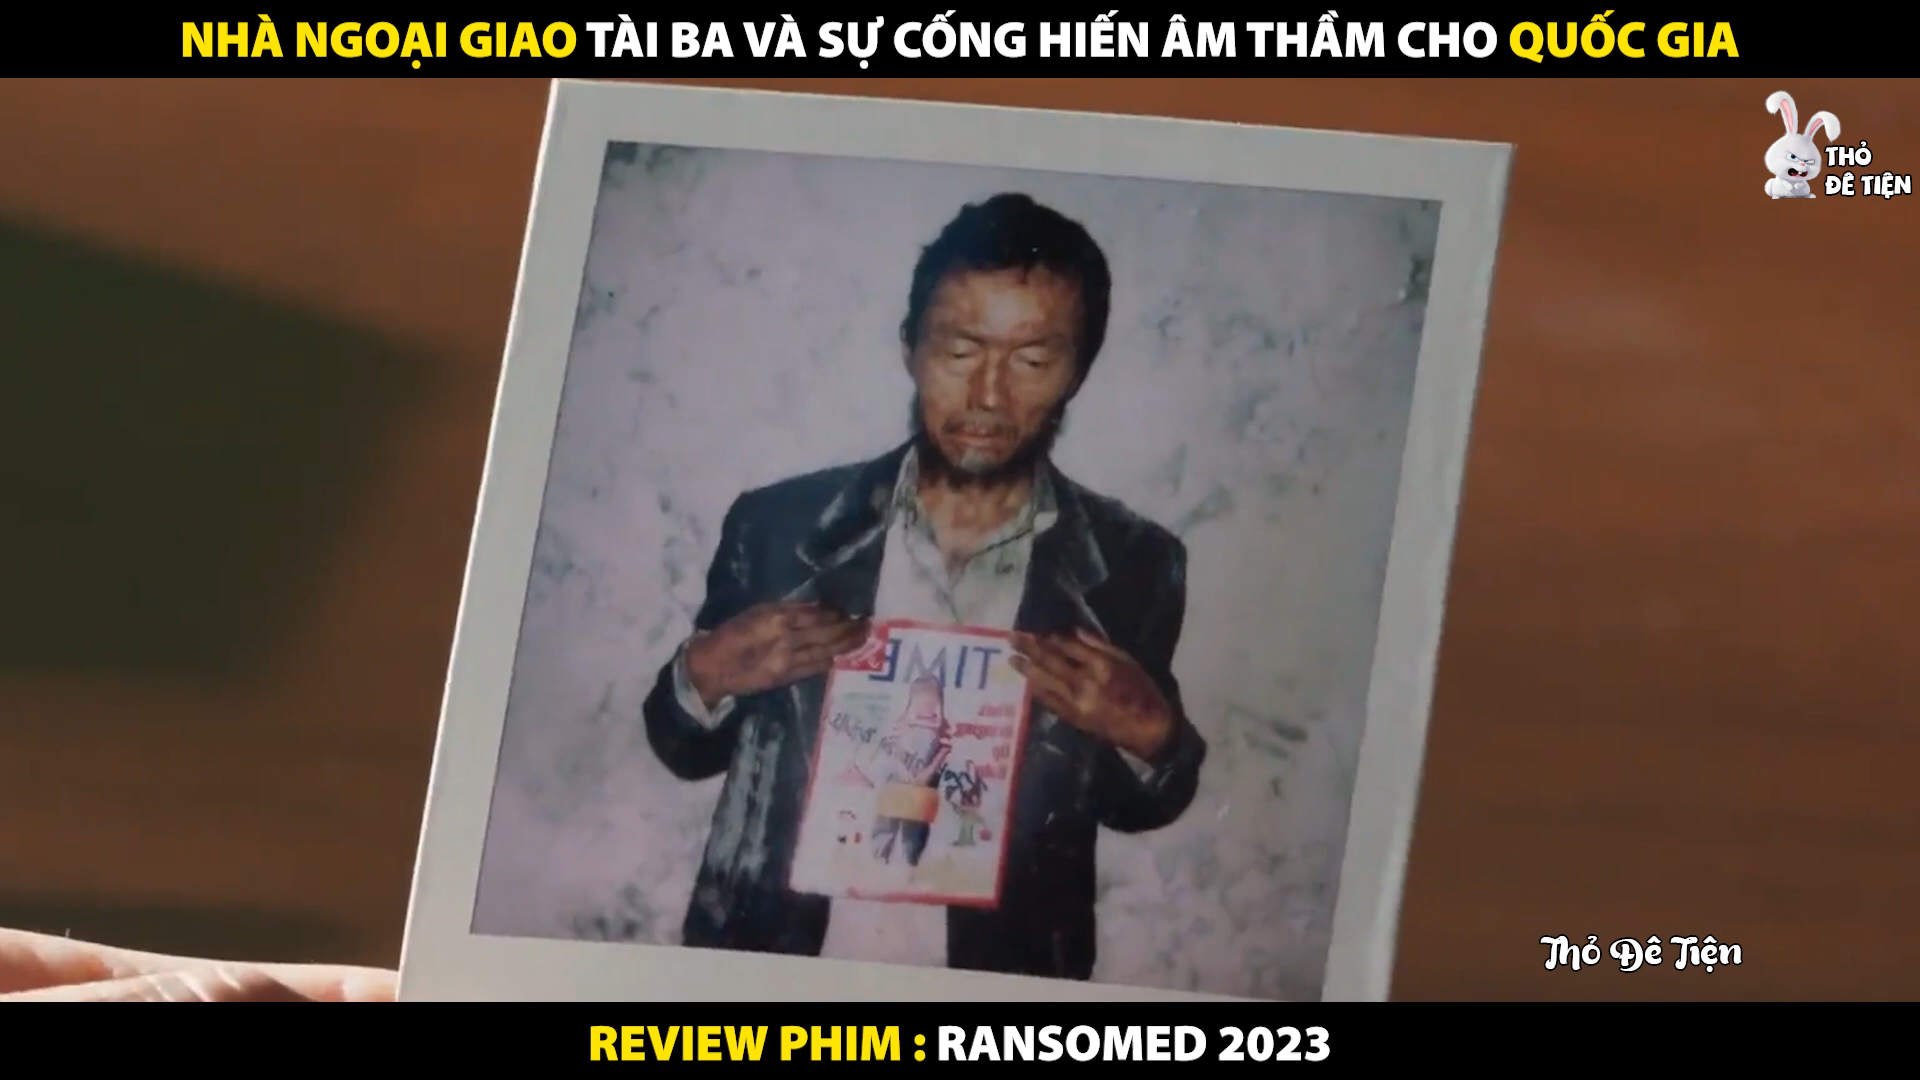 NHÀ NGOẠI GIAO TÀI BA VÀ SỰ CỐNG HIẾN ÂM THẦM CHO QUỐC GIA
THỎ
ĐÊ TIỆN
TIME
Thỏ Đê Tiện
REVIEW PHIM : RANSOMED 2023